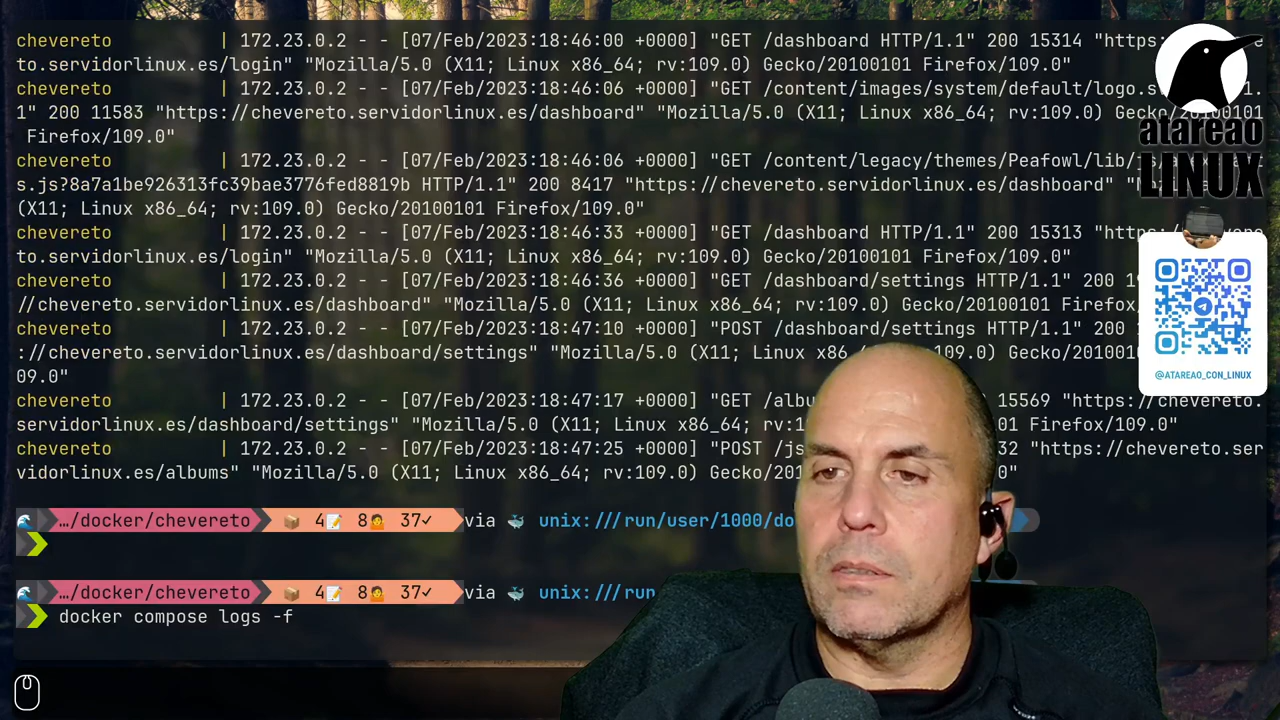 chevereto | 172.23.0.2 - - [07/Feb/2023:18:46:00 +0000] "GET /dashboard HTTP/1.1" 200 15314 "https:
to.servidorlinux.es/login" "Mozilla/5.0 (X11; Linux x86_64; rv:109.0) Gecko/20100101 Firefox/109.0"
chevereto | 172.23.0.2 - - [07/Feb/2023:18:46:06 +0000] "GET /content/images/system/default/logo.s
1" 200 11583 "https://chevereto.servidorlinux.es/dashboard" "Mozilla/5.0 (X11; Linux x86_64; rv:109.0) Gecko/20100101
Firefox/109.0"
chevereto | 172.23.0.2 - - [07/Feb/2023:18:46:06 +0000] "GET /content/legacy/themes/Peafowl/lib/
s.js?8a7a1be926313fc39bae3776fed8819b HTTP/1.1" 200 8417 "https://chevereto.servidorlinux.es/dashboard"
(X11; Linux x86_64; rv:109.0) Gecko/20100101 Firefox/109.0"
chevereto | 172.23.0.2 - - [07/Feb/2023:18:46:33 +0000] "GET /dashboard HTTP/1.1" 200 15313 "https:/
to.servidorlinux.es/login" "Mozilla/5.0 (X11; Linux x86_64; rv:109.0) Gecko/20100101 Firefox/109.0"
chevereto | 172.23.0.2 - - [07/Feb/2023:18:46:36 +0000] "GET /dashboard/settings HTTP/1.1" 200
//chevereto.servidorlinux.es/dashboard" "Mozilla/5.0 (X11; Linux x86_64; rv:109.0) Gecko/20100101 Firefox
chevereto | 172.23.0.2 - - [07/Feb/2023:18:47:10 +0000] "POST /dashboard/settings HTTP/1.1" 200
://chevereto.servidorlinux.es/dashboard/settings" "Mozilla/5.0 (X11; Linux x86 109.0) Gecko/201001
09.0"
chevereto | 172.23.0.2 - - [07/Feb/2023:18:47:17 +0000] "GET /albu 15569 "https://chevereto.
servidorlinux.es/dashboard/settings" "Mozilla/5.0 (X11; Linux x86_64; rv:1 01 Firefox/109.0"
chevereto | 172.23.0.2 - - [07/Feb/2023:18:47:25 +0000] "POST /js 32 "https://chevereto.ser
vidorlinux.es/albums" "Mozilla/5.0 (X11; Linux x86_64; rv:109.0) Gecko/201 0"
…/docker/chevereto 4 8 37✓ via unix:///run/user/1000/do
…/docker/chevereto 4 8 37✓ via unix:///run
docker compose logs -f
atareao
LINUX
@ATAREAO_CON_LINUX